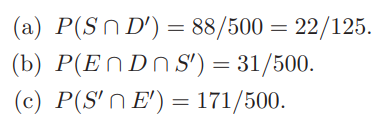 (a) P(S ∩ D′) = 88/500 = 22/125.
(b) P(E ∩ D ∩ S′) = 31/500.
(c) P(S′ ∩ E′) = 171/500.